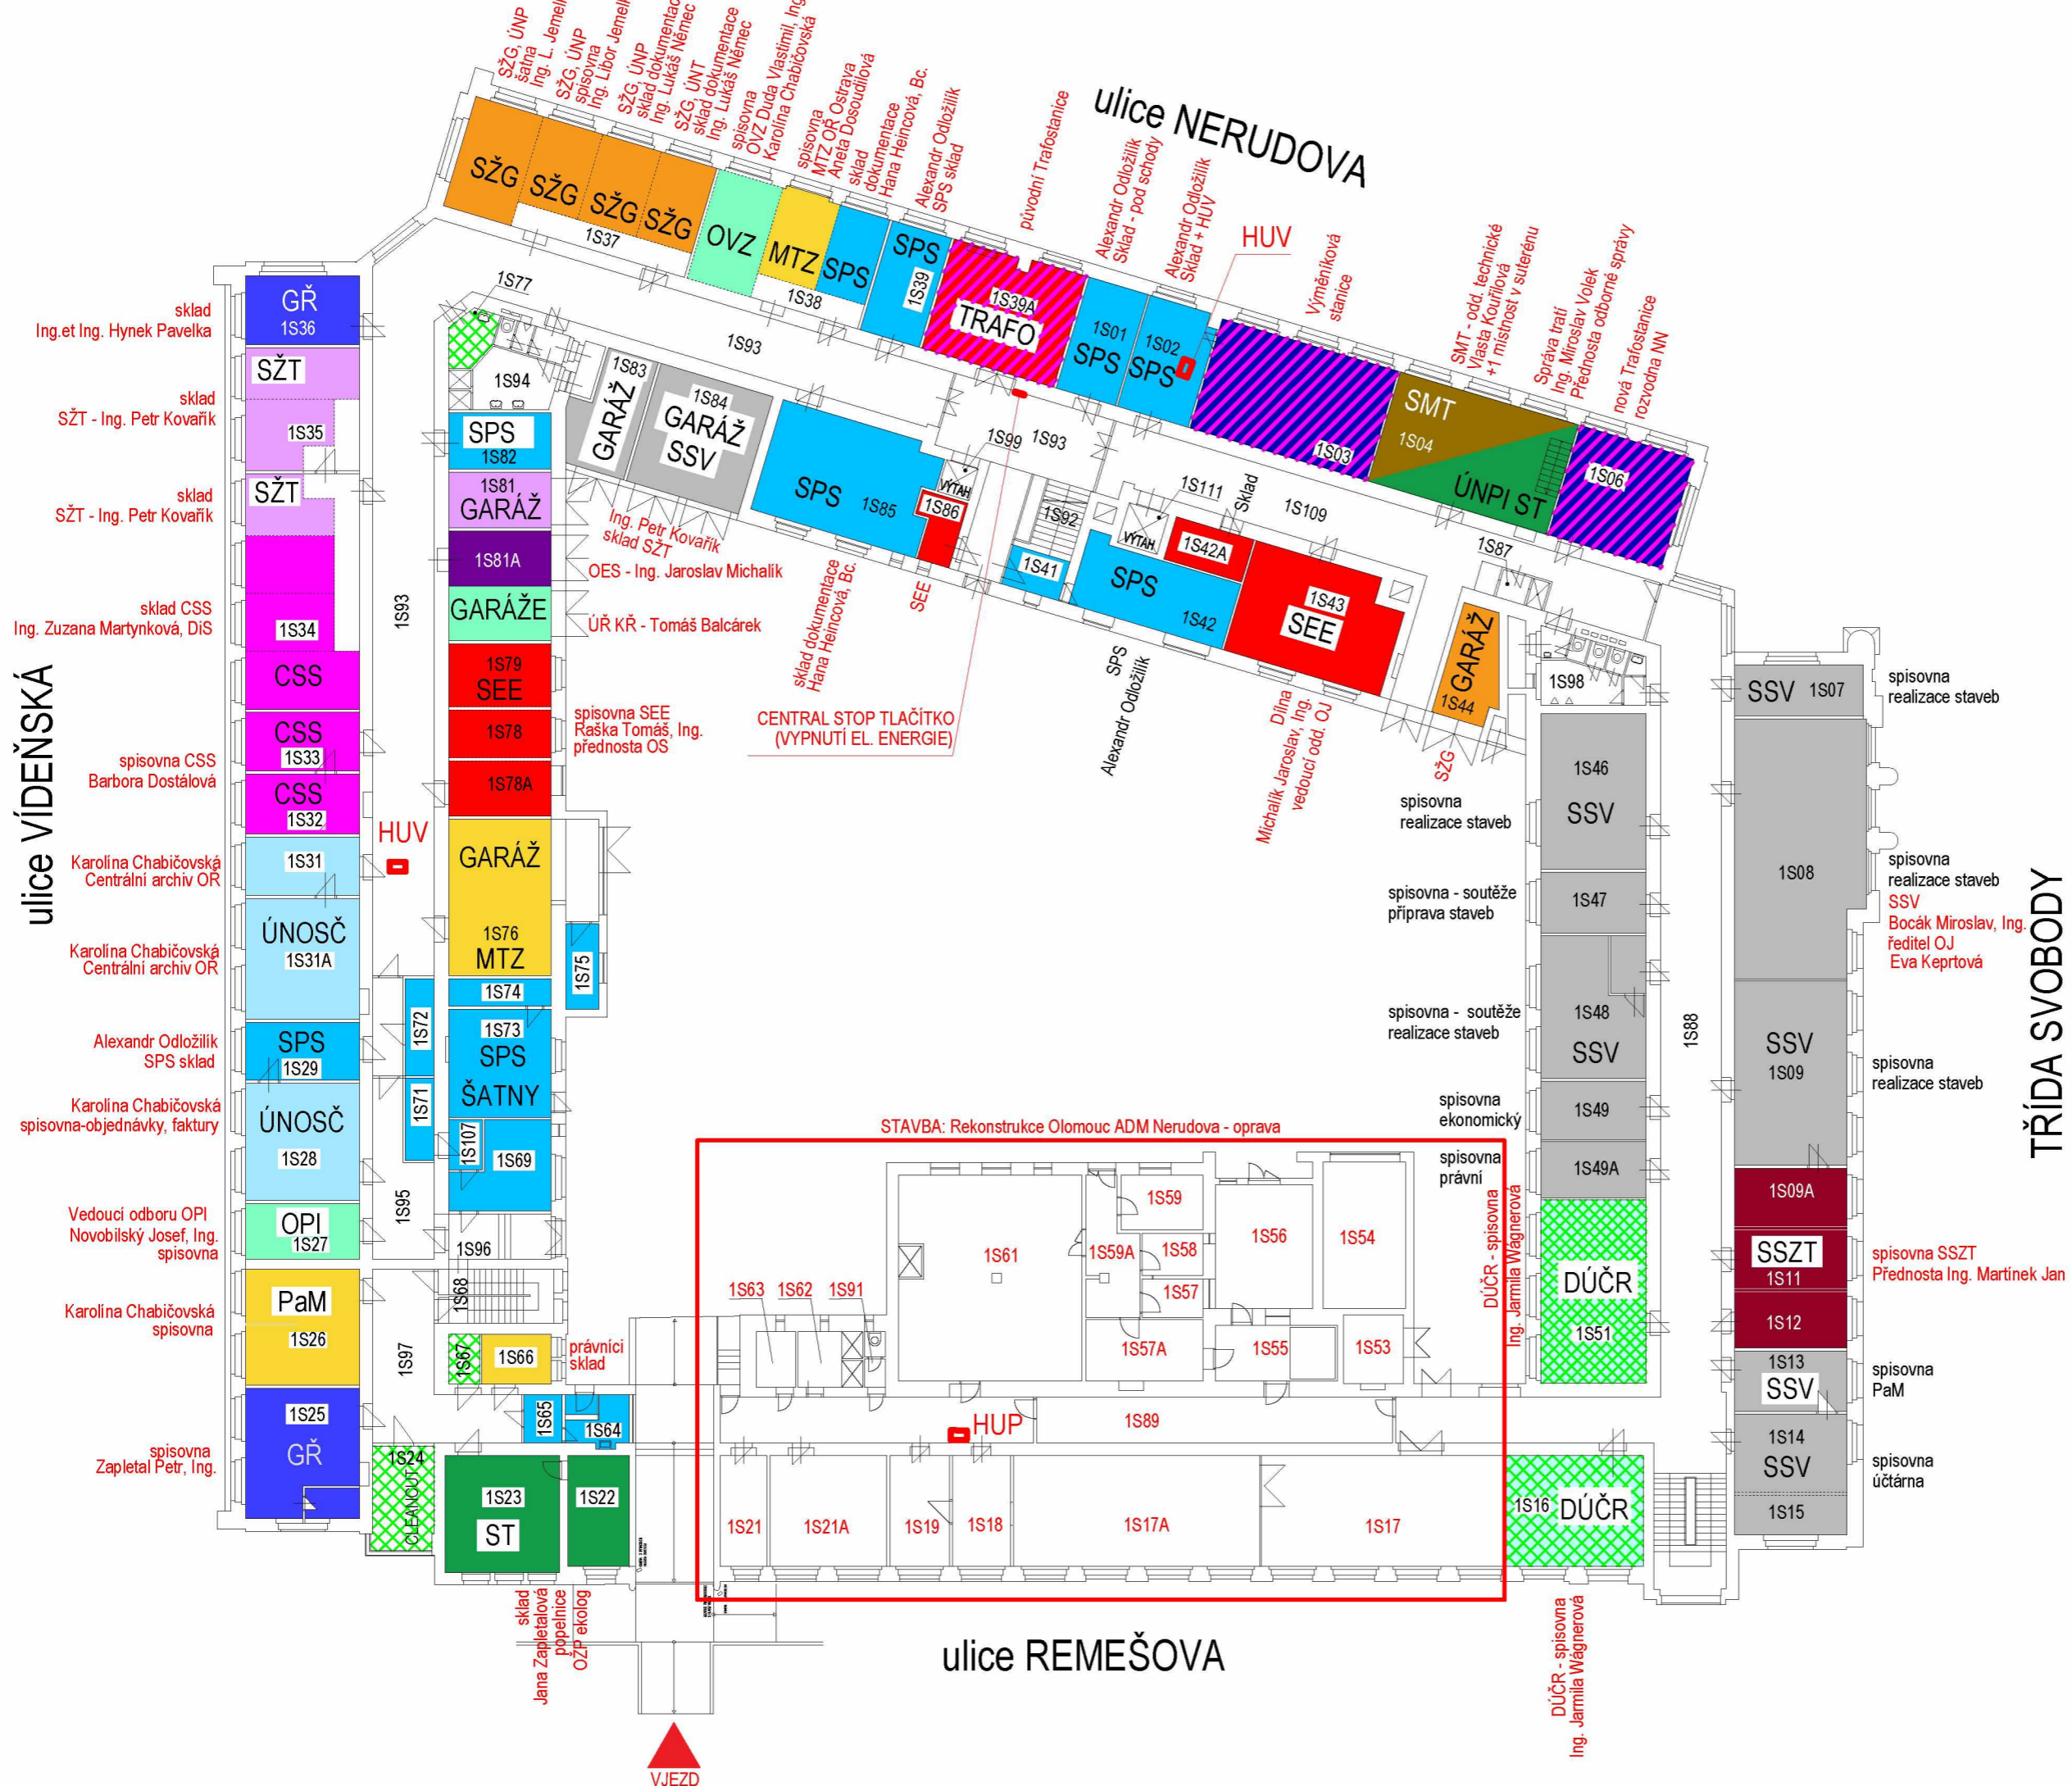 SŽG, ÚNP
šatna
Ing. L. Jemel
SŽG, ÚNP
spisovna
Ing. Libor Jemel
SŽG, ÚNP
sklad dokumentac
Ing. Lukáš Němec
SŽG, ÚNT
sklad dokumentace
Ing. Lukáš Němec
spisovna
OVZ Duda Vlastimil, Ing
Karolína Chabičovská
spisovna
MTZ OŘ Ostrava
Aneta Dosoudilová
sklad
dokumentace
Hana Heincová, Bc.
Alexandr Odložilík
SPS sklad
původní Trafostanice
ulice NERUDOVA
Alexandr Odložilík
Sklad - pod schody
Alexandr Odložilík
Sklad + HUV
HUV
Výměníková
stanice
SMT - odd. technické
Vlasta Kouřilová
+1 místnost v suterénu
Správa tratí
Ing. Miroslav Volek
Přednosta odborné správy
nová Trafostanice
rozvodna NN
SŽG
SŽG
SŽG
SŽG
1S37
OVZ
MTZ
1S38
SPS
SPS
1S39
1S39A
TRAFO
1S01
SPS
1S02
SPS
1S03
SMT
1S04
ÚNPI ST
1S06
1S77
1S93
1S94
1S83
GARÁŽ
1S84
GARÁŽ
SSV
SPS
1S85
VÝTAH
1S86
1S99
1S93
1S92
1S41
1S111
VÝTAH
Sklad
1S42A
SPS
1S42
1S109
1S43
SEE
1S87
GARÁŽ
1S44
SŽG
1S98
sklad dokumentace
Hana Heincová, Bc.
SEE
CENTRAL STOP TLAČÍTKO
(VYPNUTÍ EL. ENERGIE)
SPS
Alexandr Odložilík
Dílna
Michalík Jaroslav, Ing.
vedoucí odd. OJ
ulice VÍDEŇSKÁ
sklad
Ing.et Ing. Hynek Pavelka
GŘ
1S36
SŽT
sklad
SŽT - Ing. Petr Kovařík
1S35
sklad
SŽT - Ing. Petr Kovařík
SŽT
sklad CSS
Ing. Zuzana Martynková, DiS
1S34
CSS
CSS
1S33
spisovna CSS
Barbora Dostálová
CSS
1S32
Karolína Chabičovská
Centrální archiv OŘ
1S31
HUV
Karolína Chabičovská
Centrální archiv OŘ
ÚNOSČ
1S31A
Alexandr Odložilík
SPS sklad
SPS
1S29
Karolína Chabičovská
spisovna-objednávky, faktury
ÚNOSČ
1S28
Vedoucí odboru OPI
Novobilský Josef, Ing.
spisovna
OPI
1S27
Karolína Chabičovská
spisovna
PaM
1S26
spisovna
Zapletal Petr, Ing.
1S25
GŘ
1S93
SPS
1S82
1S81
GARÁŽ
Ing. Petr Kovařík
sklad SŽT
1S81A
OES - Ing. Jaroslav Michalík
GARÁŽE
ÚŘ KŘ - Tomáš Balcárek
1S79
SEE
1S78
spisovna SEE
Raška Tomáš, Ing.
přednosta OS
1S78A
GARÁŽ
1S76
MTZ
1S75
1S74
1S72
1S73
SPS
ŠATNY
1S71
1S107
1S69
1S95
1S96
1S68
1S97
1S67
1S66
právníci
sklad
1S65
1S64
1S24
CLEANOUT
1S23
ST
1S22
sklad
Jana Zapletalová
popelnice
OŽP ekolog
STAVBA: Rekonstrukce Olomouc ADM Nerudova - oprava
1S63
1S62
1S91
1S61
1S59
1S59A
1S58
1S57
1S57A
1S56
1S55
1S54
1S53
HUP
1S89
1S21
1S21A
1S19
1S18
1S17A
1S17
DÚČR - spisovna
Ing. Jarmila Wágnerová
spisovna
realizace staveb
1S46
SSV
spisovna - soutěže
příprava staveb
1S47
spisovna - soutěže
realizace staveb
1S48
SSV
spisovna
ekonomický
1S49
spisovna
právní
1S49A
DÚČR
1S51
1S16
DÚČR
DÚČR - spisovna
Ing. Jarmila Wágnerová
1S88
SSV
1S07
spisovna
realizace staveb
1S08
spisovna
realizace staveb
SSV
Bocák Miroslav, Ing.
ředitel OJ
Eva Keprtová
SSV
1S09
spisovna
realizace staveb
1S09A
SSZT
1S11
spisovna SSZT
Přednosta Ing. Martinek Jan
1S12
1S13
SSV
spisovna
PaM
1S14
SSV
spisovna
účtárna
1S15
TŘÍDA SVOBODY
ulice REMEŠOVA
VJEZD